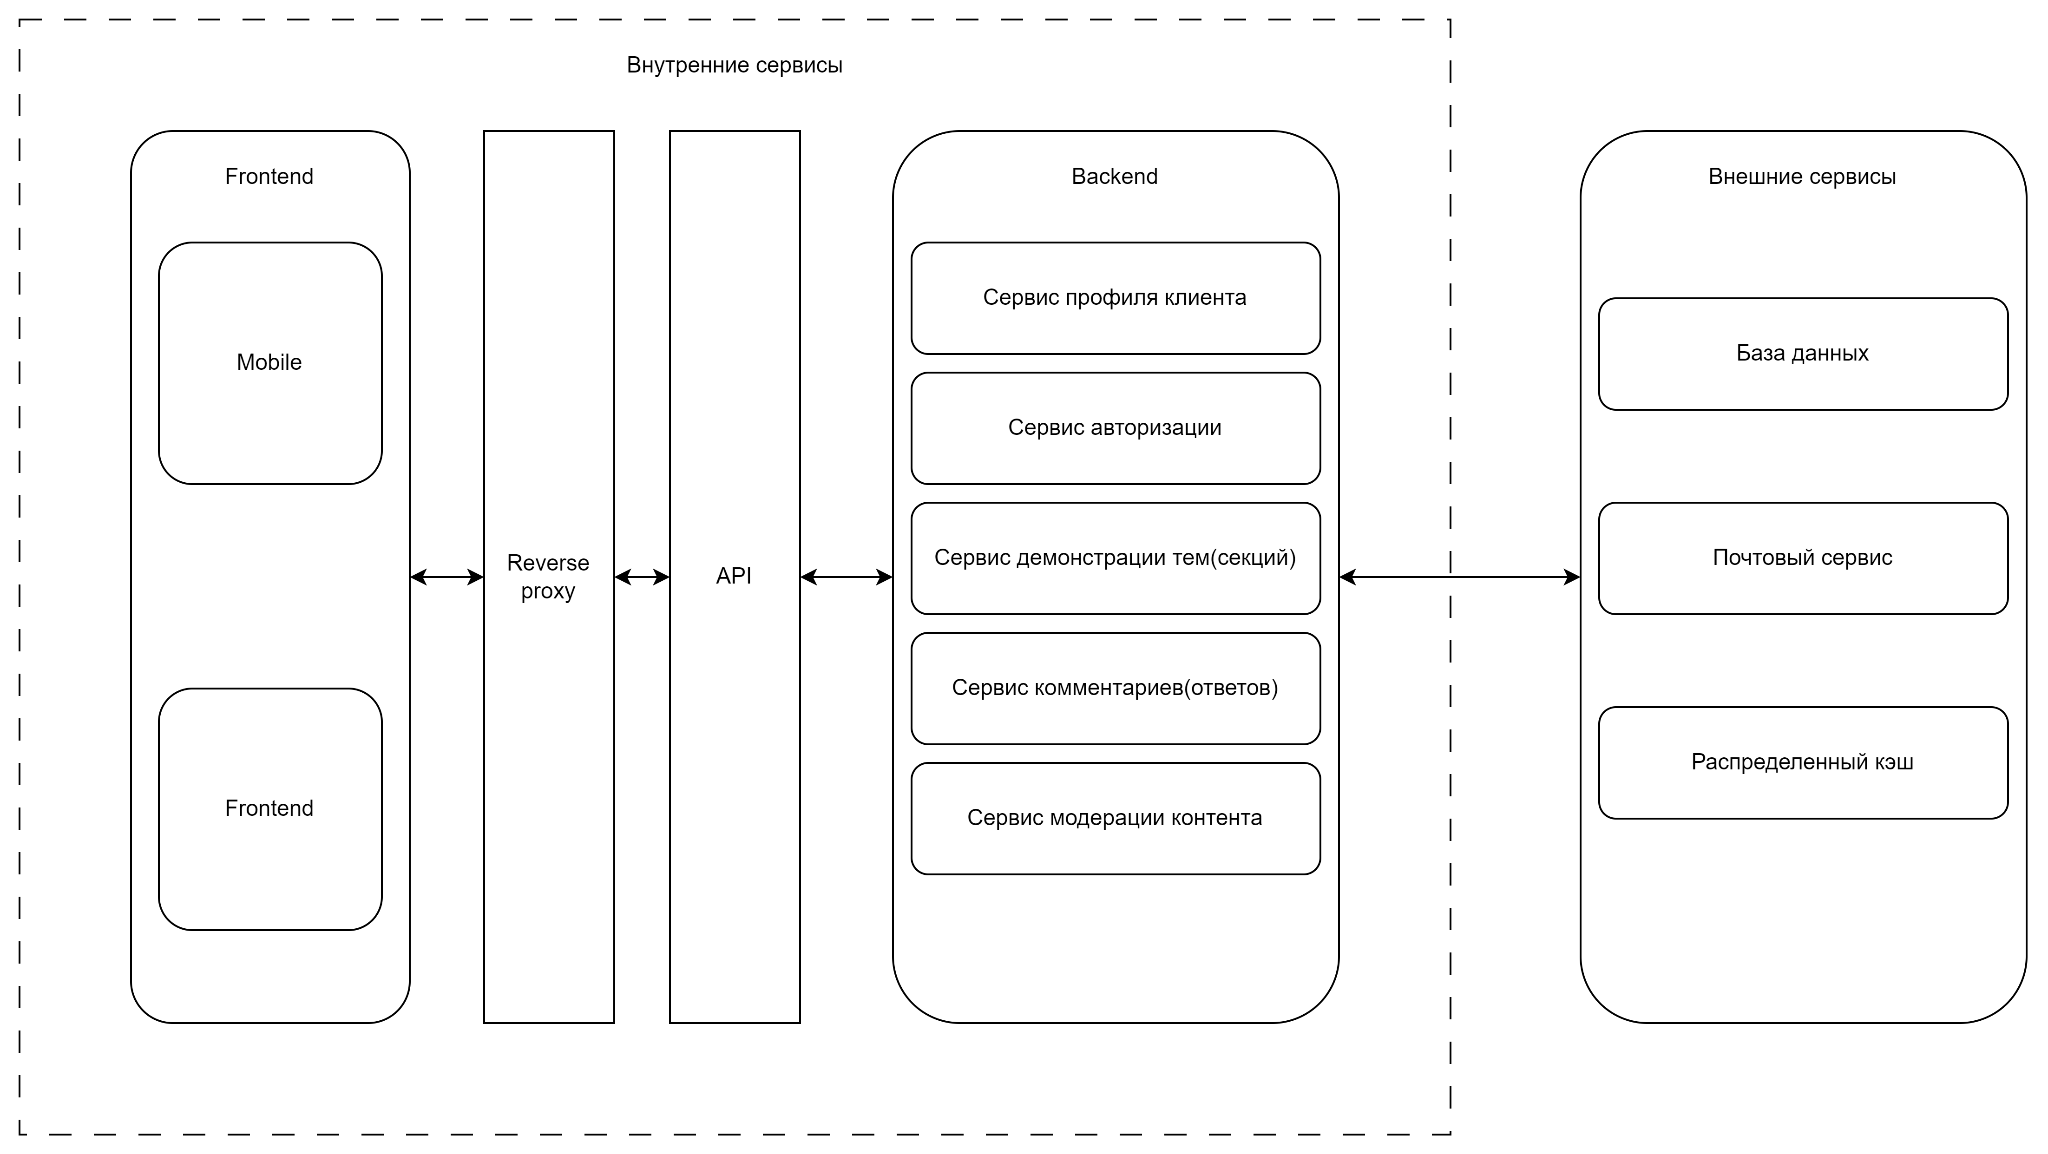 Внутренние сервисы
Frontend
Mobile
Frontend
Reverse
proxy
API
Backend
Сервис профиля клиента
Сервис авторизации
Сервис демонстрации тем(секций)
Сервис комментариев(ответов)
Сервис модерации контента
Внешние сервисы
База данных
Почтовый сервис
Распределенный кэш